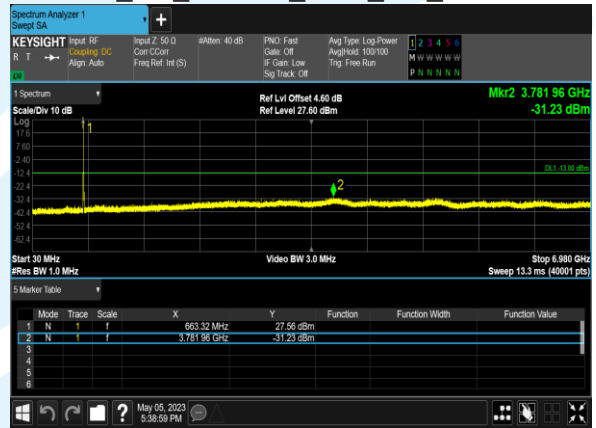 Spectrum Analyzer 1
Swept SA
+
KEYSIGHT
R T
Input: RF
Coupling: DC
Align: Auto
Input Z: 50 Ω
Corr CCorr
Freq Ref: Int (S)
#Atten: 40 dB
PNO: Fast
Gate: Off
IF Gain: Low
Sig Track: Off
Avg Type: Log-Power
Avg|Hold: 100/100
Trig: Free Run
1 2 3 4 5 6
M W W W W W
P N N N N N
1 Spectrum
Scale/Div 10 dB
Ref Lvl Offset 4.60 dB
Ref Level 27.60 dBm
Mkr2 3.781 96 GHz
-31.23 dBm
Log
1
17.6
7.60
-2.40
DL1 -13.00 dBm
-12.4
-22.4
2
-32.4
-42.4
-52.4
-62.4
Start 30 MHz
Video BW 3.0 MHz
Stop 6.980 GHz
#Res BW 1.0 MHz
Sweep 13.3 ms (40001 pts)
5 Marker Table
Mode Trace Scale X Y Function Function Width Function Value
1 N 1 f 663.32 MHz 27.56 dBm
2 N 1 f 3.781 96 GHz -31.23 dBm
3
4
5
6
?
May 05, 2023
5:38:59 PM